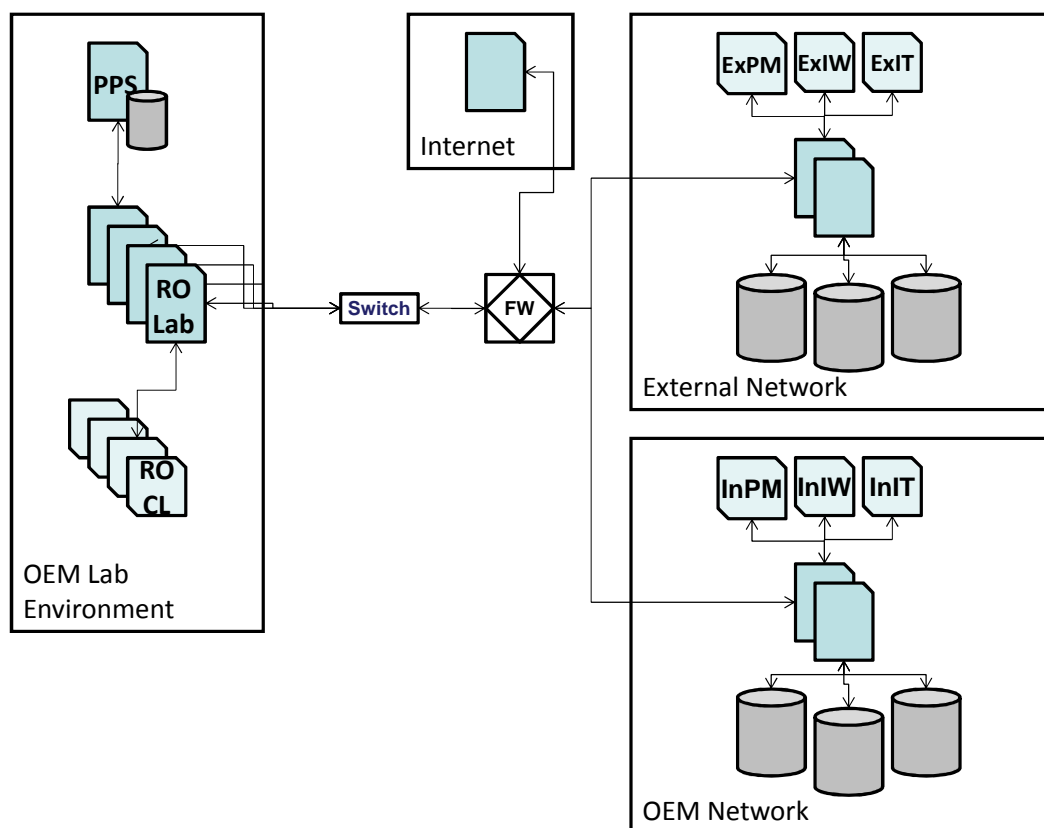 PPS
RO
Lab
RO
CL
OEM Lab
Environment
Internet
Switch
FW
ExPM
ExIW
ExIT
External Network
InPM
InIW
InIT
OEM Network